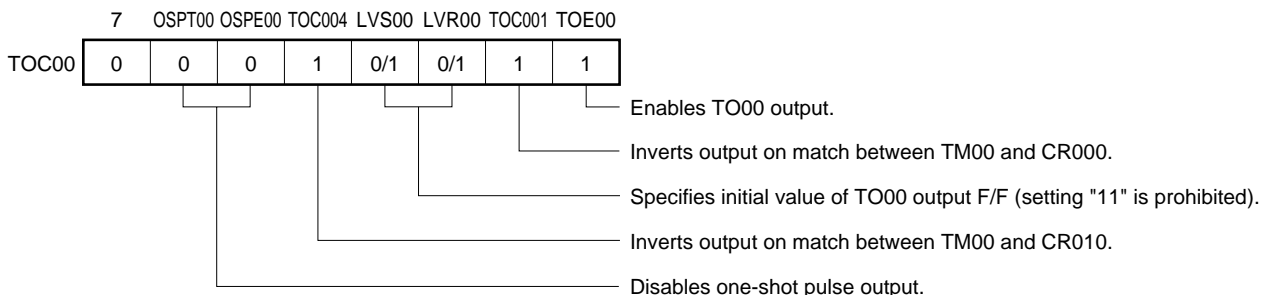 7 OSPT00 OSPE00 TOC004 LVS00 LVR00 TOC001 TOE00
TOC00 0 0 0 1 0/1 0/1 1 1
Enables TO00 output.
Inverts output on match between TM00 and CR000.
Specifies initial value of TO00 output F/F (setting "11" is prohibited).
Inverts output on match between TM00 and CR010.
Disables one-shot pulse output.